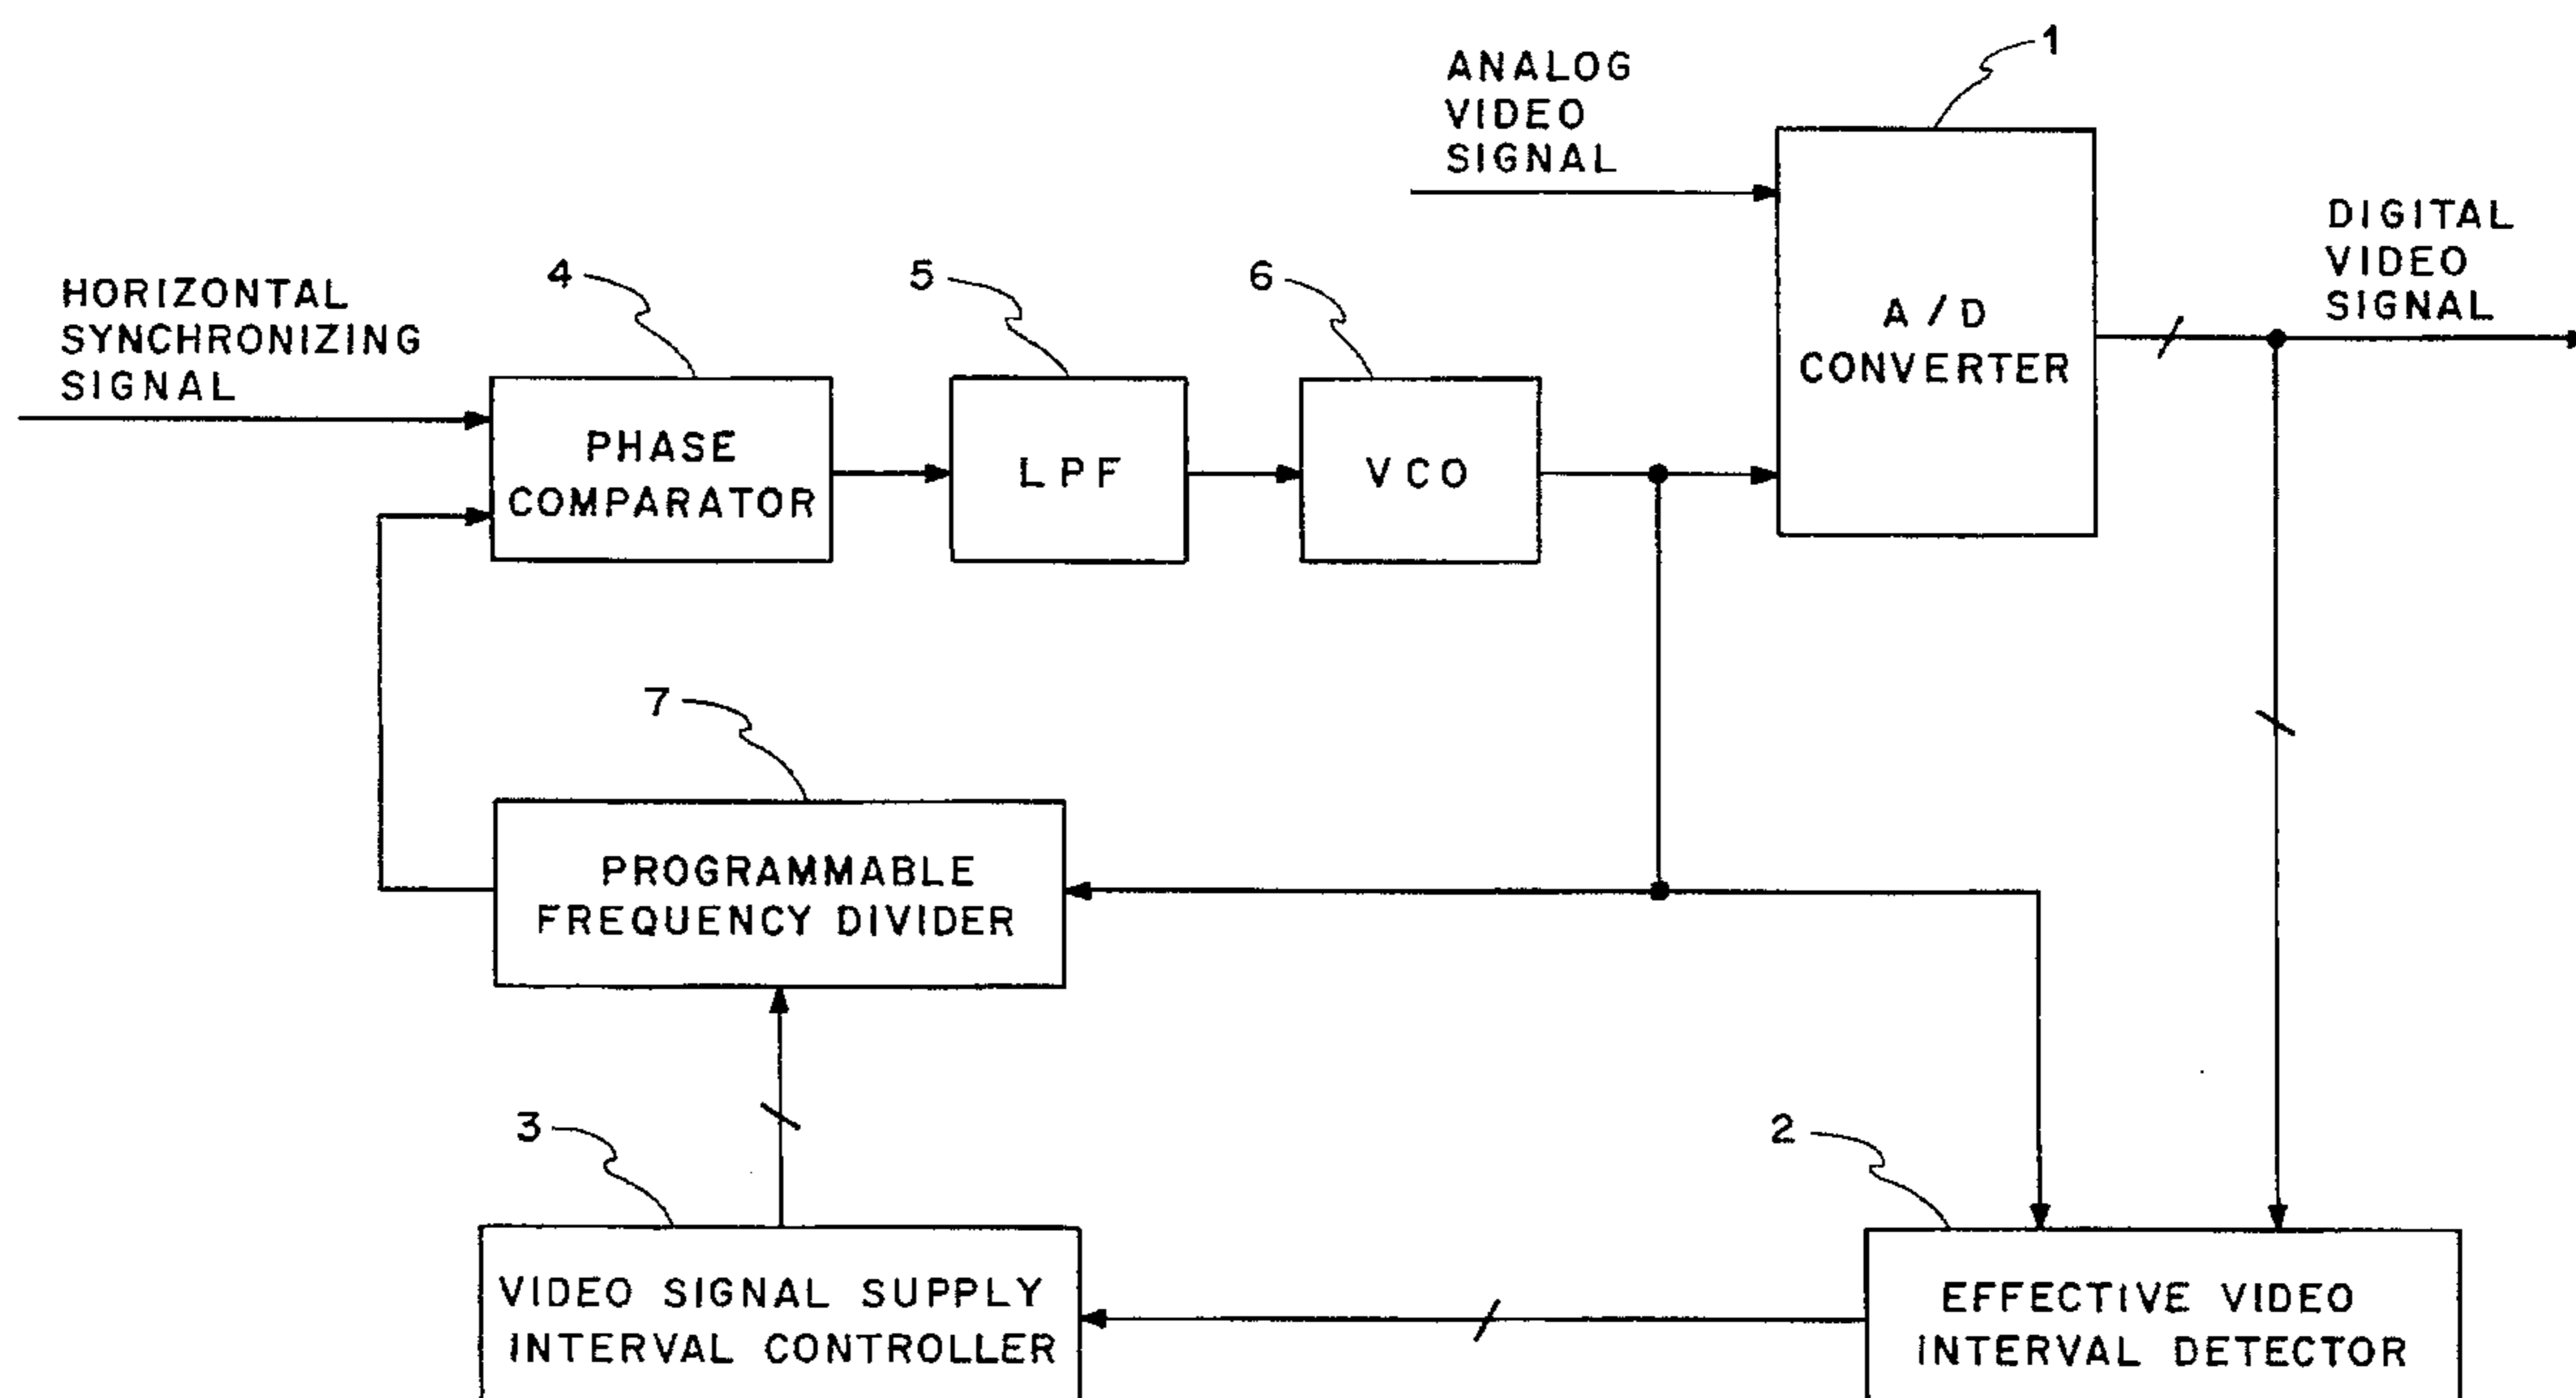 1
ANALOG
VIDEO
SIGNAL
DIGITAL
VIDEO
SIGNAL
A/D
CONVERTER
HORIZONTAL
SYNCHRONIZING
SIGNAL
4
5
6
PHASE
COMPARATOR
LPF
VCO
7
PROGRAMMABLE
FREQUENCY DIVIDER
3
2
VIDEO SIGNAL SUPPLY
INTERVAL CONTROLLER
EFFECTIVE VIDEO
INTERVAL DETECTOR